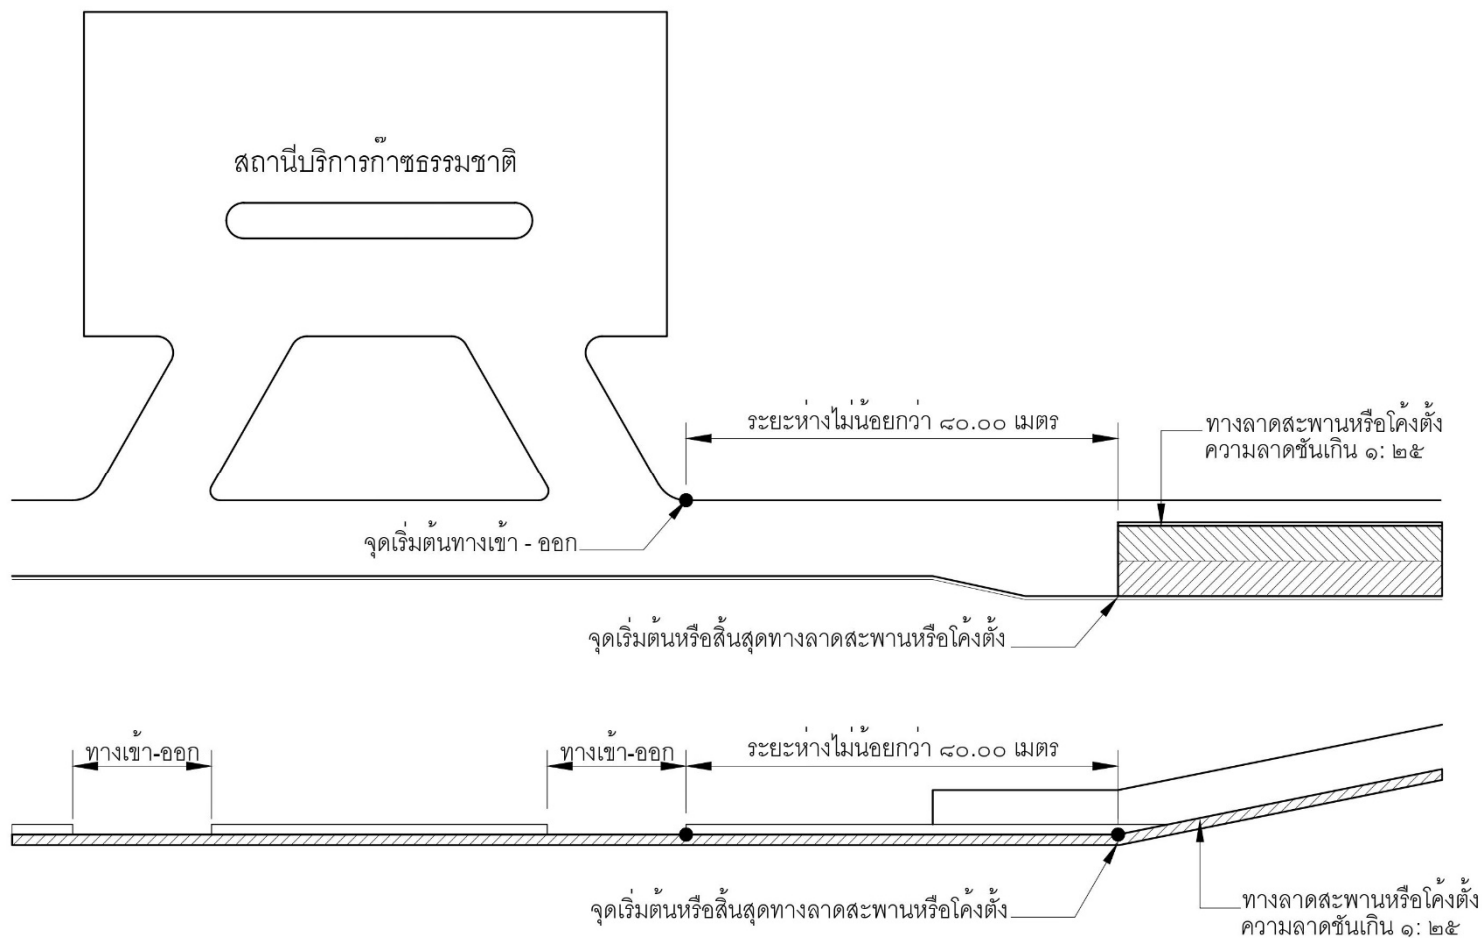 สถานีบริการก๊าซธรรมชาติ
ระยะห่างไม่น้อยกว่า ๘๐.๐๐ เมตร
ทางลาดสะพานหรือโค้งตั้ง
ความลาดชันเกิน ๑: ๒๕
จุดเริ่มต้นทางเข้า - ออก
จุดเริ่มต้นหรือสิ้นสุดทางลาดสะพานหรือโค้งตั้ง
ทางเข้า-ออก
ทางเข้า-ออก
ระยะห่างไม่น้อยกว่า ๘๐.๐๐ เมตร
จุดเริ่มต้นหรือสิ้นสุดทางลาดสะพานหรือโค้งตั้ง
ทางลาดสะพานหรือโค้งตั้ง
ความลาดชันเกิน ๑: ๒๕